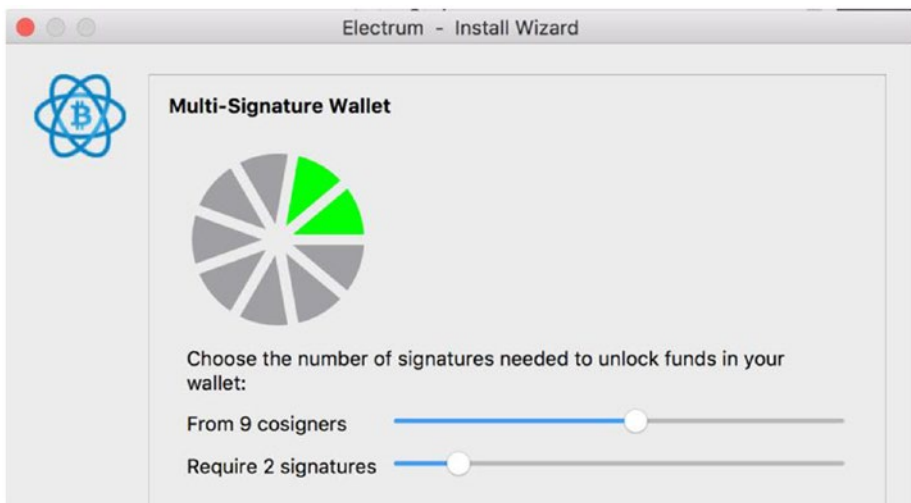 Electrum - Install Wizard
Multi-Signature Wallet
Choose the number of signatures needed to unlock funds in your
wallet:
From 9 cosigners
Require 2 signatures